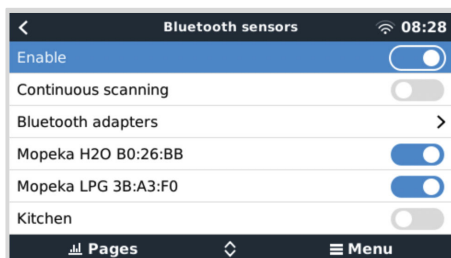 Bluetooth sensors 08:28
Enable
Continuous scanning
Bluetooth adapters
Mopeka H2O B0:26:BB
Mopeka LPG 3B:A3:F0
Kitchen
Pages Menu